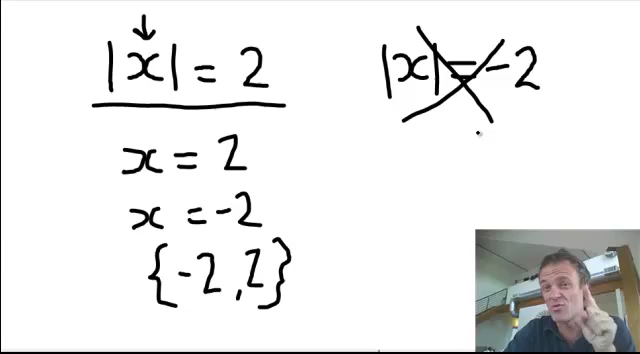 |x| = 2
x = 2
x = -2
{-2, 2}
|x| = -2